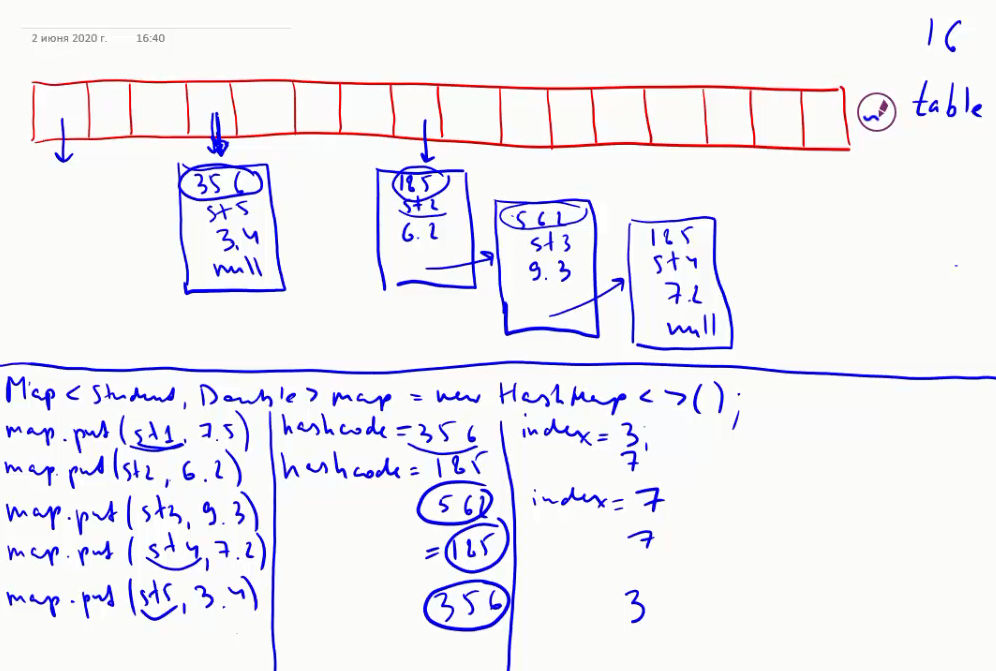 2 июня 2020 г. 16:40
16
table
356
st5
3,4
null
185
st2
6.2
562
st3
9.3
185
st4
7.2
null
Map < Student, Double > map = new HashMap < > ();
map.put(st1, 7.5) hashcode = 356 index = 3;
map.put(st2, 6.2) hashcode = 185 7
map.put(st3, 9.3) 562 index = 7
map.put(st4, 7.2) = 185 7
map.put(st5, 3.4) 356 3